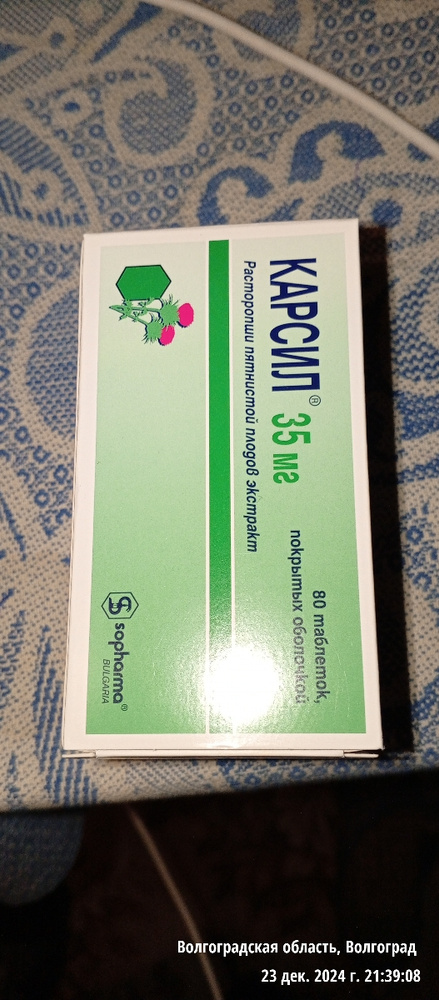 КАРСИЛ® 35 мг
Расторопши пятнистой плодов экстракт
80 таблеток,
покрытых оболочкой
sopharma®
BULGARIA
Волгоградская область, Волгоград
23 дек. 2024 г. 21:39:08